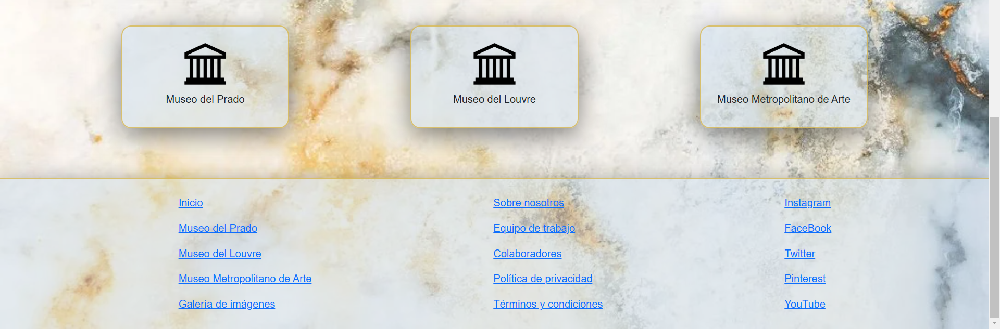 Museo del Prado
Museo del Louvre
Museo Metropolitano de Arte
Inicio
Museo del Prado
Museo del Louvre
Museo Metropolitano de Arte
Galería de imágenes
Sobre nosotros
Equipo de trabajo
Colaboradores
Política de privacidad
Términos y condiciones
Instagram
FaceBook
Twitter
Pinterest
YouTube